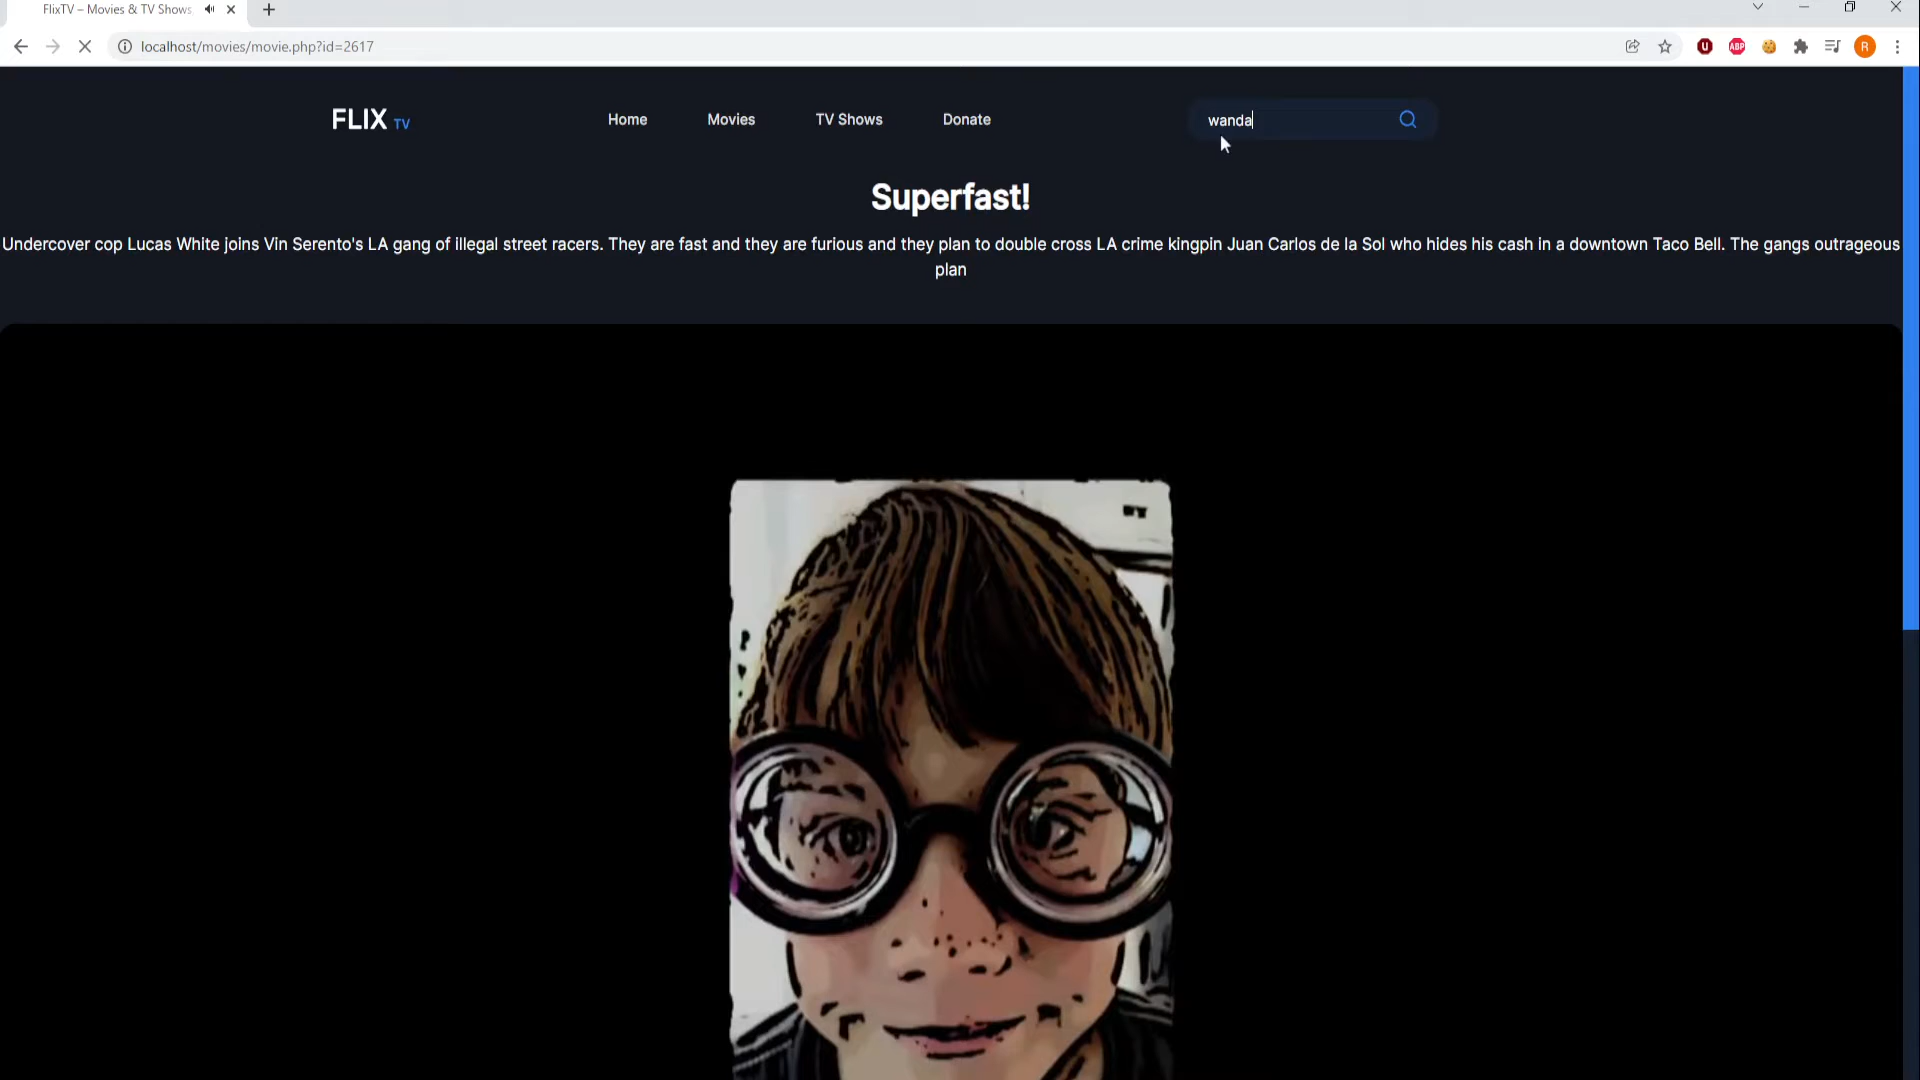 FlixTV – Movies & TV Shows
localhost/movies/movie.php?id=2617
U
ABP
R
FLIX TV
Home
Movies
TV Shows
Donate
wanda
Superfast!
Undercover cop Lucas White joins Vin Serento's LA gang of illegal street racers. They are fast and they are furious and they plan to double cross LA crime kingpin Juan Carlos de la Sol who hides his cash in a downtown Taco Bell. The gangs outrageous
plan